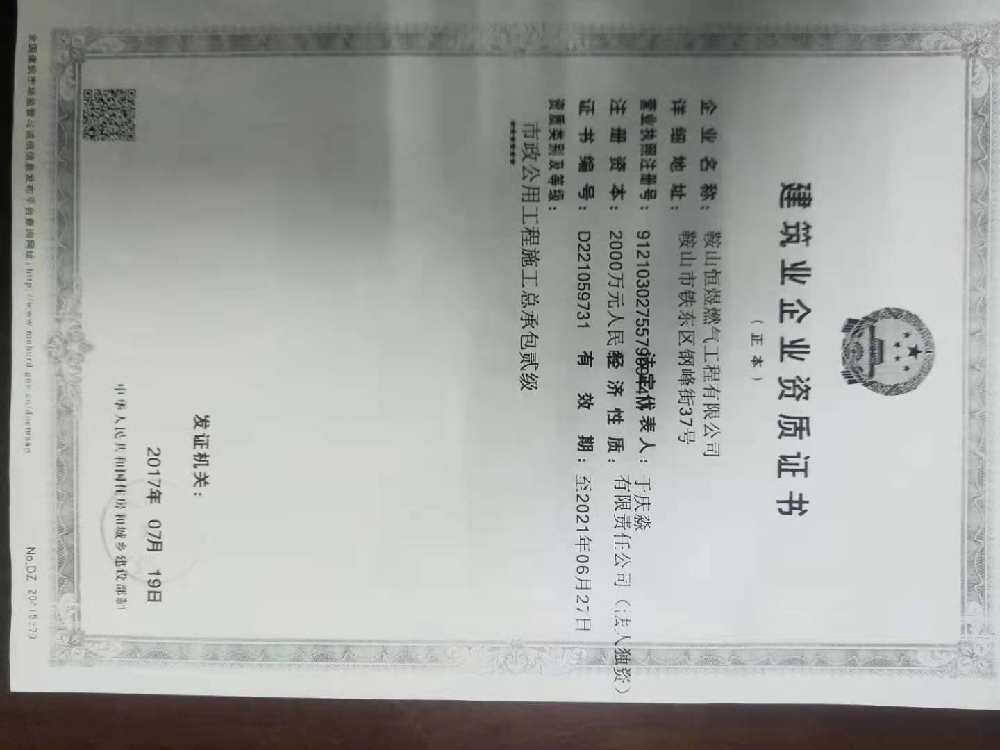 建筑业企业资质证书
（正本）
企业名称：鞍山恒煜燃气工程有限公司
详细地址：鞍山市铁东区钢峰街37号
营业执照注册号： 法定代表人：于庆淼
注册资本：2000万元人民 经济性质：有限责任公司（法人独资）
证书编号：D221059731 有效期：至2021年06月27日
资质类别及等级：
市政公用工程施工总承包贰级
*******
发证机关：
2017年 07月 19日
中华人民共和国住房和城乡建设部制
全国建筑市场监管与诚信信息发布平台查询网址：http://www.mohurd.gov.cn/docmaap
No.DZ